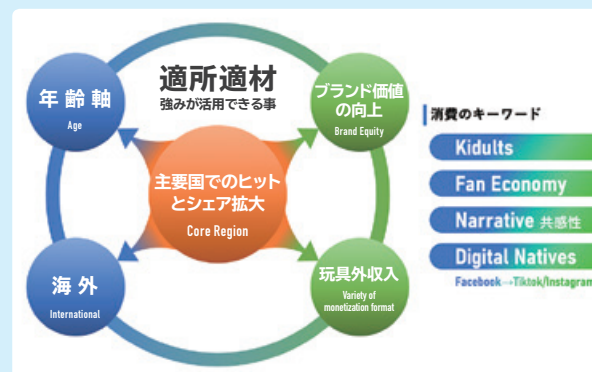 適所適材
強みが活用できる事
年齢軸
Age
ブランド価値
の向上
Brand Equity
主要国でのヒット
とシェア拡大
Core Region
海外
International
玩具外収入
Variety of
monetization format
消費のキーワード
Kidults
Fan Economy
Narrative 共感性
Digital Natives
Facebook→Tiktok/Instagram